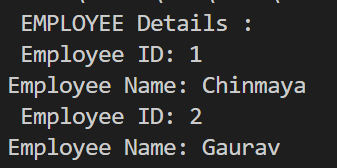 EMPLOYEE Details :
Employee ID: 1
Employee Name: Chinmaya
Employee ID: 2
Employee Name: Gaurav